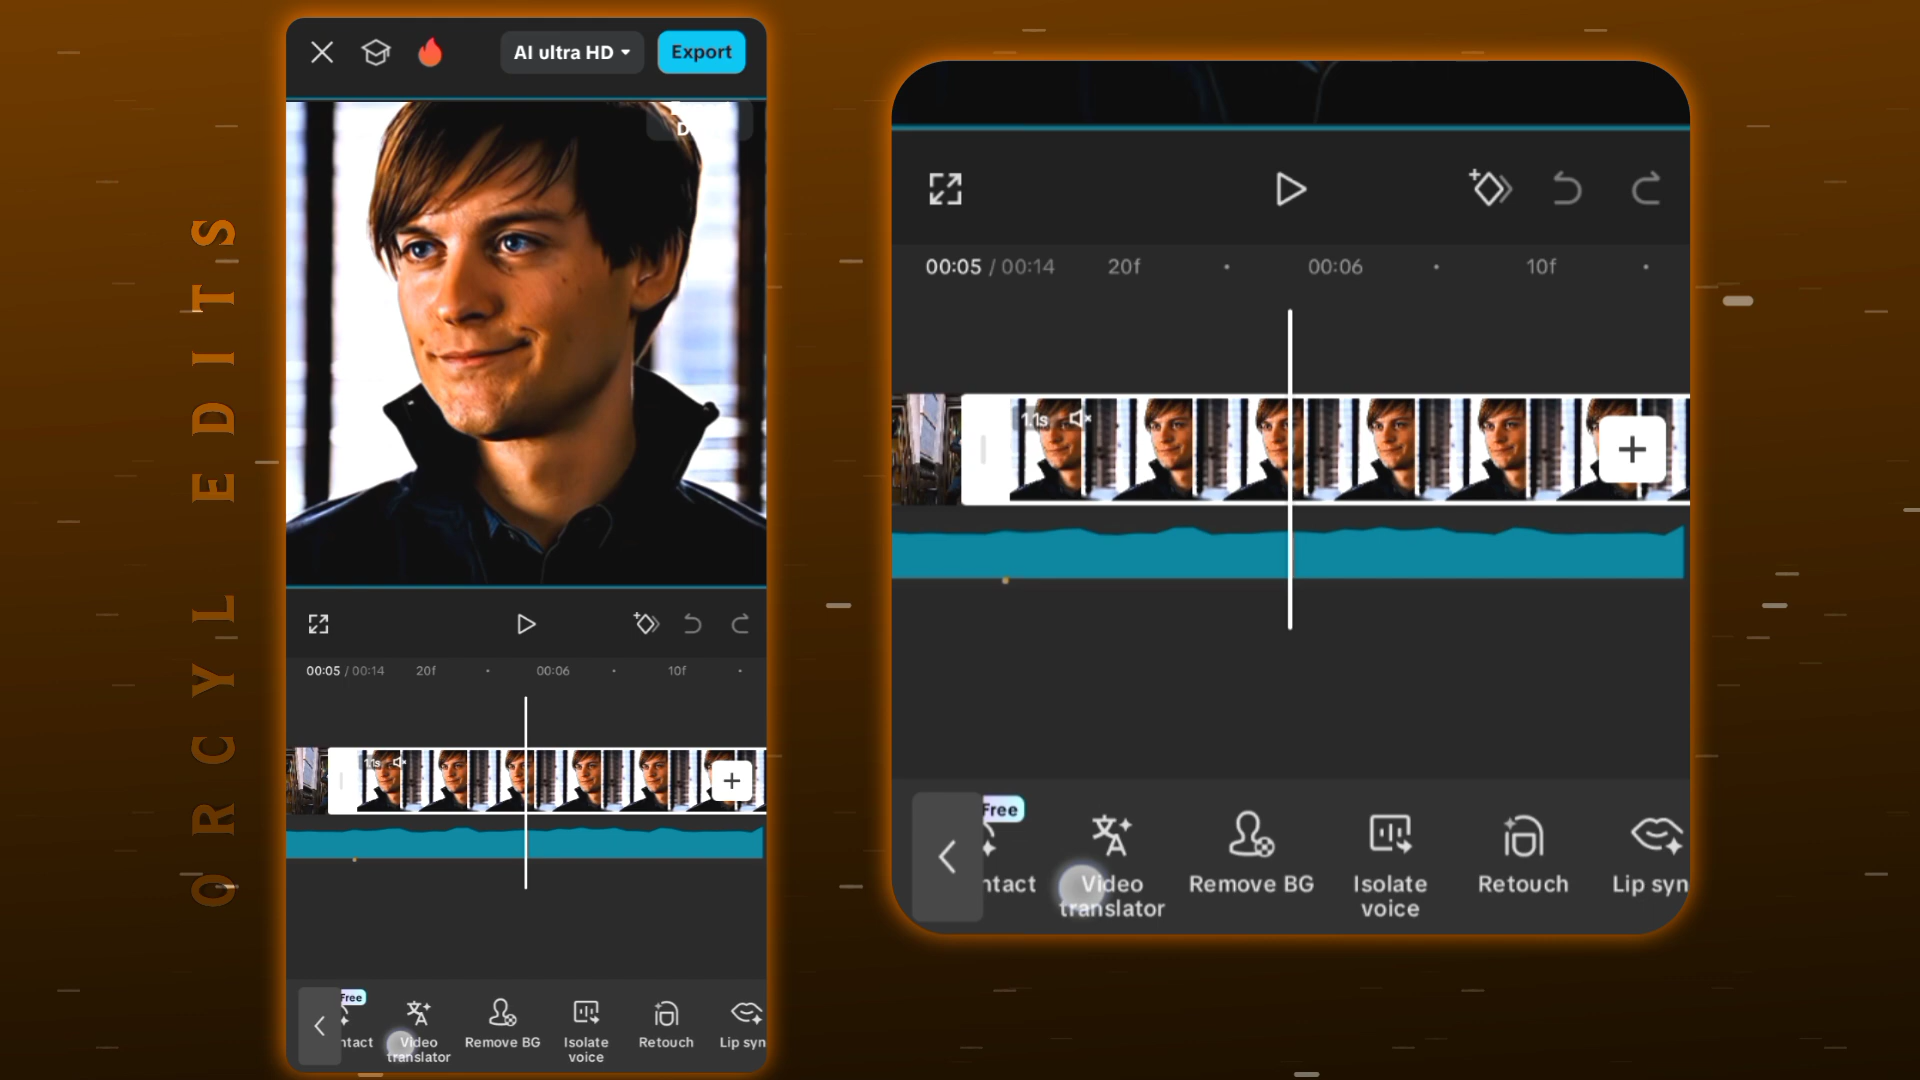 ORCYL EDITS
AI ultra HD
Export
D
00:05 / 00:14
20f
00:06
10f
1.1s
Free
ntact
Video
translator
Remove BG
Isolate
voice
Retouch
Lip syn
00:05 / 00:14
20f
00:06
10f
1.1s
Free
ntact
Video
translator
Remove BG
Isolate
voice
Retouch
Lip syn